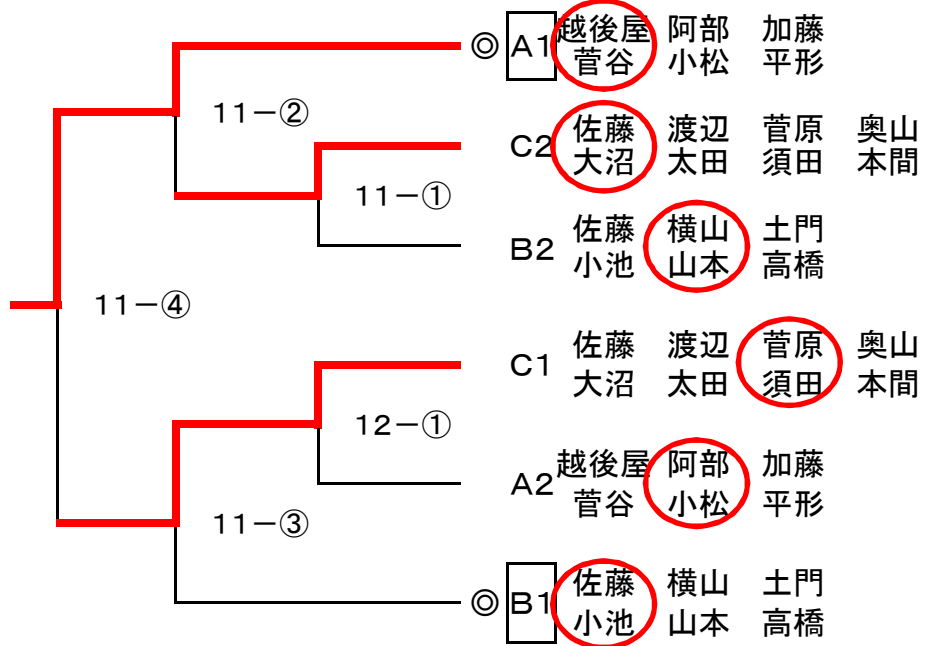 ◎ A1 越後屋 阿部 加藤
菅谷 小松 平形
11－②
C2 佐藤 渡辺 菅原 奥山
大沼 太田 須田 本間
11－①
B2 佐藤 横山 土門
小池 山本 高橋
11－④
C1 佐藤 渡辺 菅原 奥山
大沼 太田 須田 本間
12－①
A2 越後屋 阿部 加藤
菅谷 小松 平形
11－③
◎ B1 佐藤 横山 土門
小池 山本 高橋